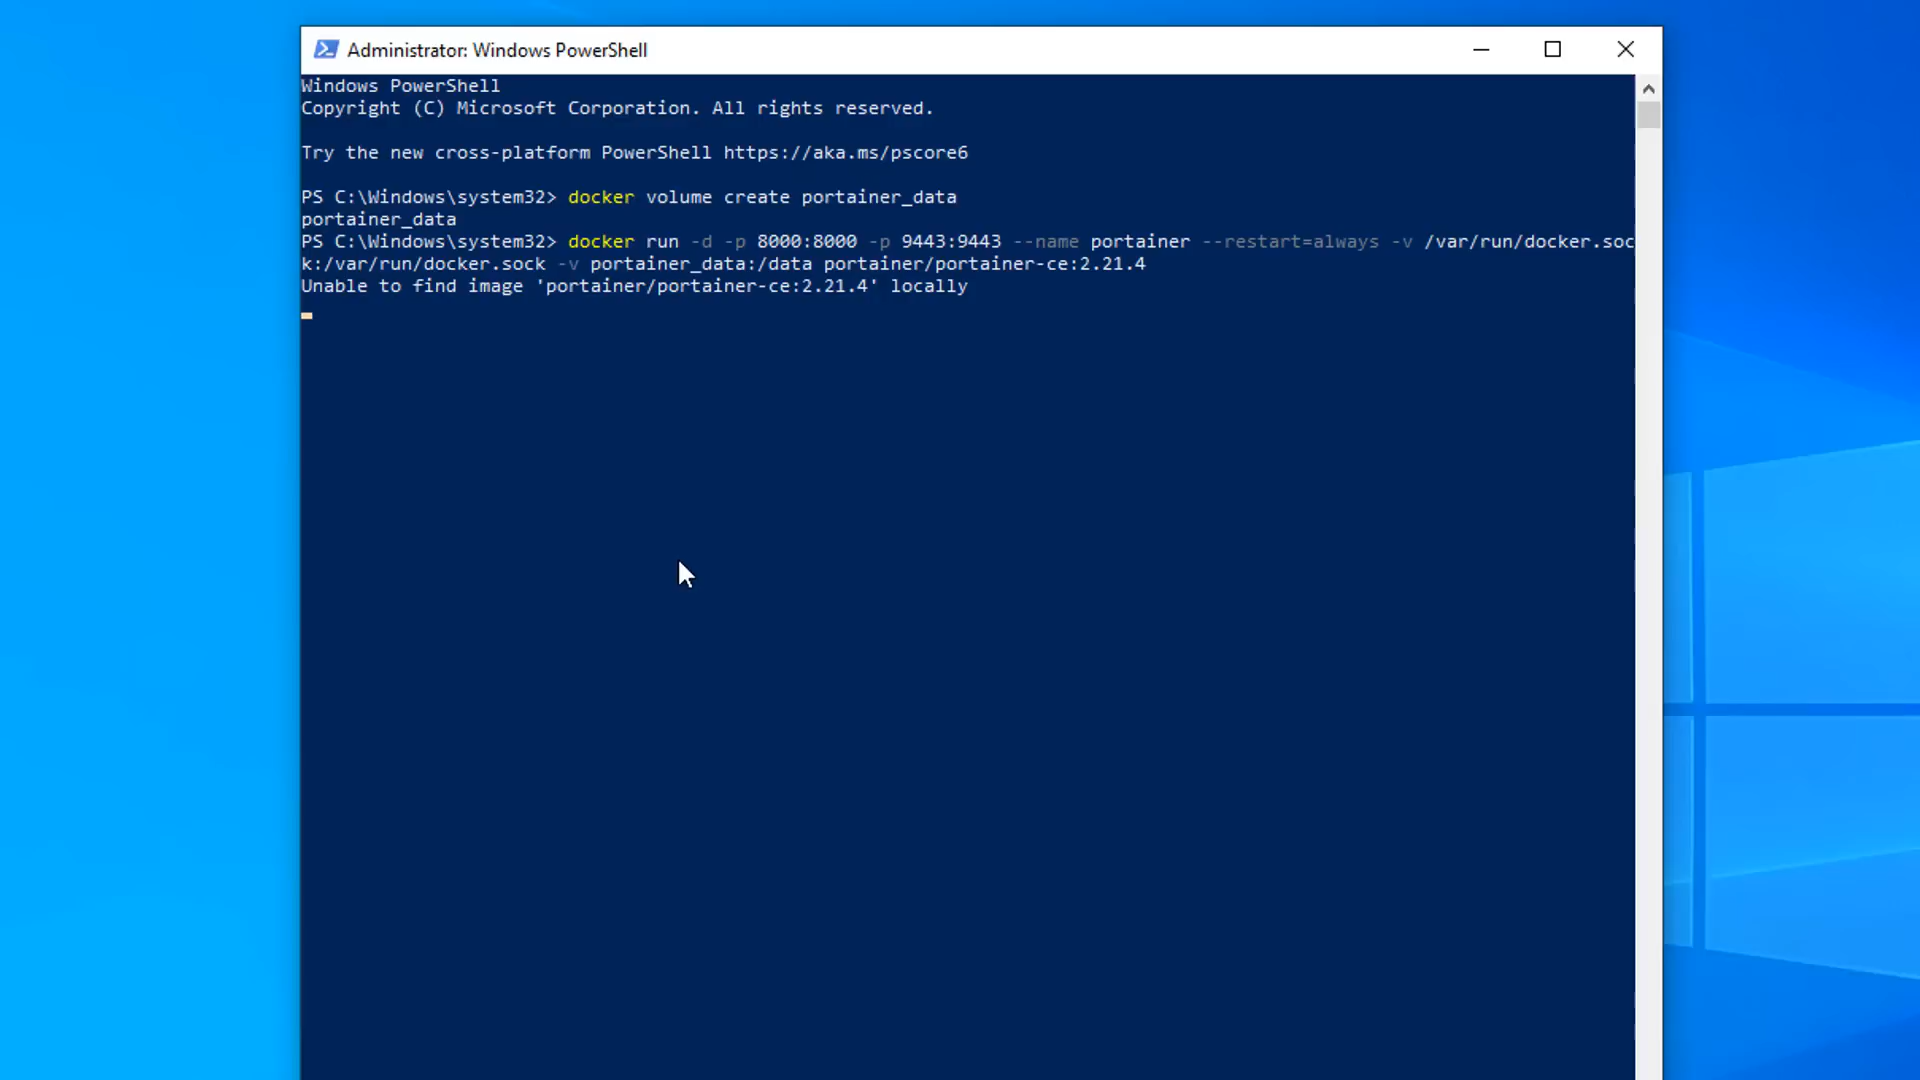 Administrator: Windows PowerShell
Windows PowerShell
Copyright (C) Microsoft Corporation. All rights reserved.
Try the new cross-platform PowerShell https://aka.ms/pscore6
PS C:\Windows\system32> docker volume create portainer_data
portainer_data
PS C:\Windows\system32> docker run -d -p 8000:8000 -p 9443:9443 --name portainer --restart=always -v /var/run/docker.soc
k:/var/run/docker.sock -v portainer_data:/data portainer/portainer-ce:2.21.4
Unable to find image 'portainer/portainer-ce:2.21.4' locally